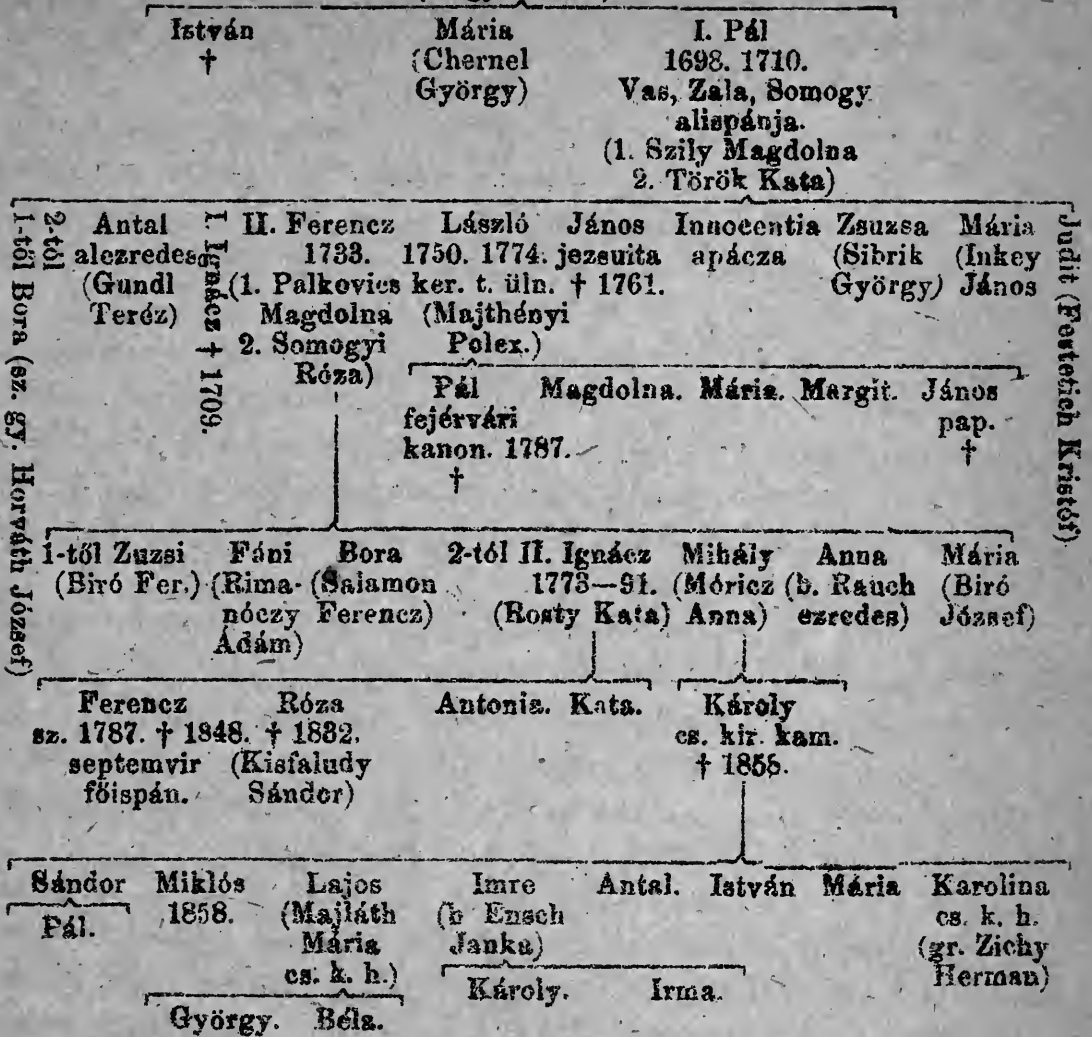 István Mária I. Pál
† (Chernel 1698. 1710.
György) Vas, Zala, Somogy
alispánja.
(1. Szily Magdolna
2. Török Kata)
2-tól
1-től Bora (sz. gy. Horváth József)
Antal I. Ignácz † 1709. II. Ferencz László János Innocentia Zsuzsa Mária Judit (Festetich Kristóf)
alezredes 1733. 1750. 1774. jezsuita apácza (Sibrik (Inkey
(Gundl (1. Palkovics ker. t. üln. † 1761. György) János
Teréz) Magdolna (Majthényi
2. Somogyi Polex.)
Róza)
Pál Magdolna. Mária. Margit. János
fejérvári pap.
kanon. 1787. †
†
1-től Zuzsi Fáni Bora 2-tól II. Ignácz Mihály Anna Mária
(Biró Fer.) (Rima- (Salamon 1773—91. (Móricz (b. Rauch (Biró
nóczy Ferencz) (Rosty Kata) Anna) ezredes) József)
Ádám)
Ferencz Róza Antonia. Kata. Károly
sz. 1787. † 1848. † 1832. cs. kir. kam.
septemvir (Kisfaludy
főispán. Sándor)
Sándor Miklós Lajos Imre Antal. István Mária Karolina
Pál. 1858. (Majláth (b Ensch cs. k. h.
Mária Janka) (gr. Zichy
cs. k. h.) Károly. Irma. Herman)
György. Béla.